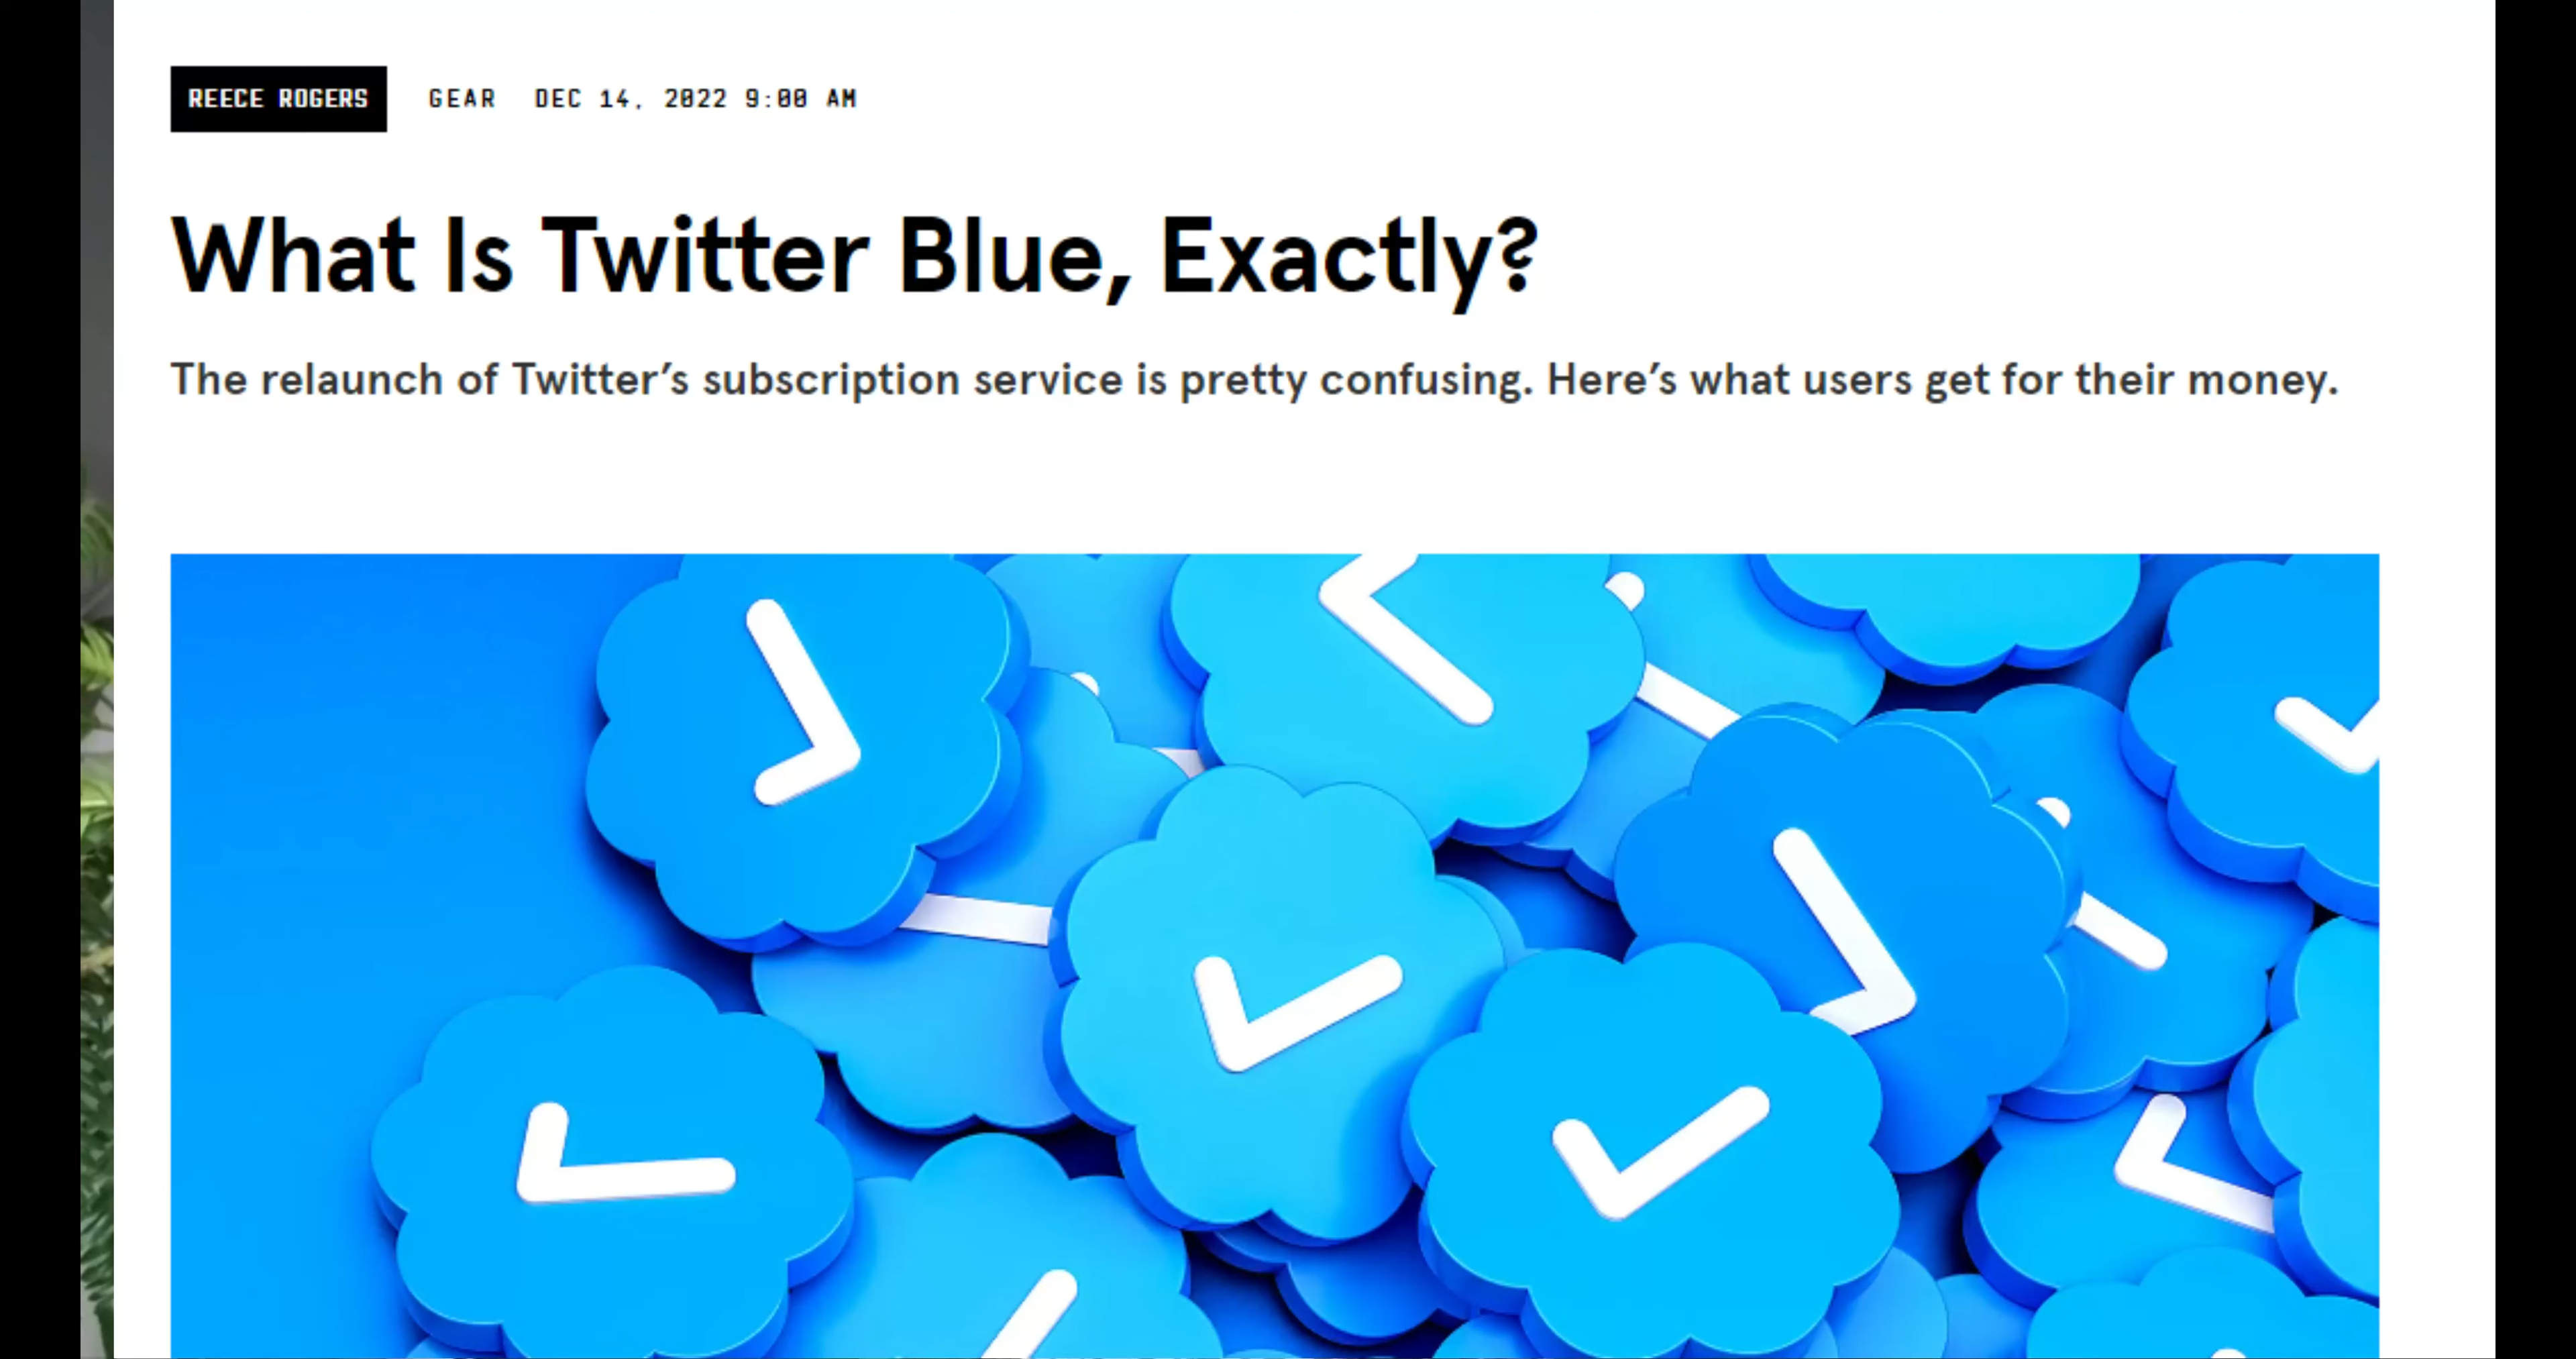 REECE ROGERS GEAR DEC 14, 2022 9:00 AM
What Is Twitter Blue, Exactly?
The relaunch of Twitter’s subscription service is pretty confusing. Here’s what users get for their money.